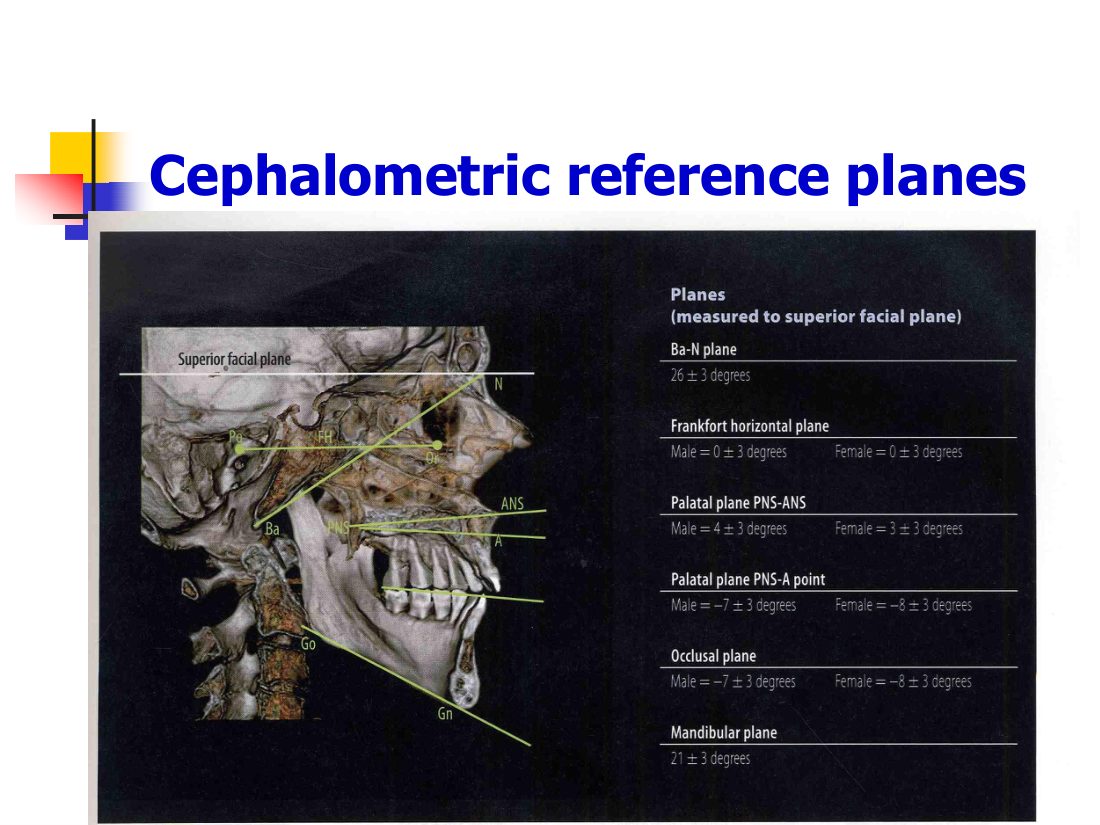 Cephalometric reference planes
Superior facial plane
N
Po
FH
Or
ANS
Ba
PNS
A
Go
Gn
Planes
(measured to superior facial plane)
Ba-N plane
26 ± 3 degrees
Frankfort horizontal plane
Male = 0 ± 3 degrees Female = 0 ± 3 degrees
Palatal plane PNS-ANS
Male = 4 ± 3 degrees Female = 3 ± 3 degrees
Palatal plane PNS-A point
Male = –7 ± 3 degrees Female = –8 ± 3 degrees
Occlusal plane
Male = –7 ± 3 degrees Female = –8 ± 3 degrees
Mandibular plane
21 ± 3 degrees